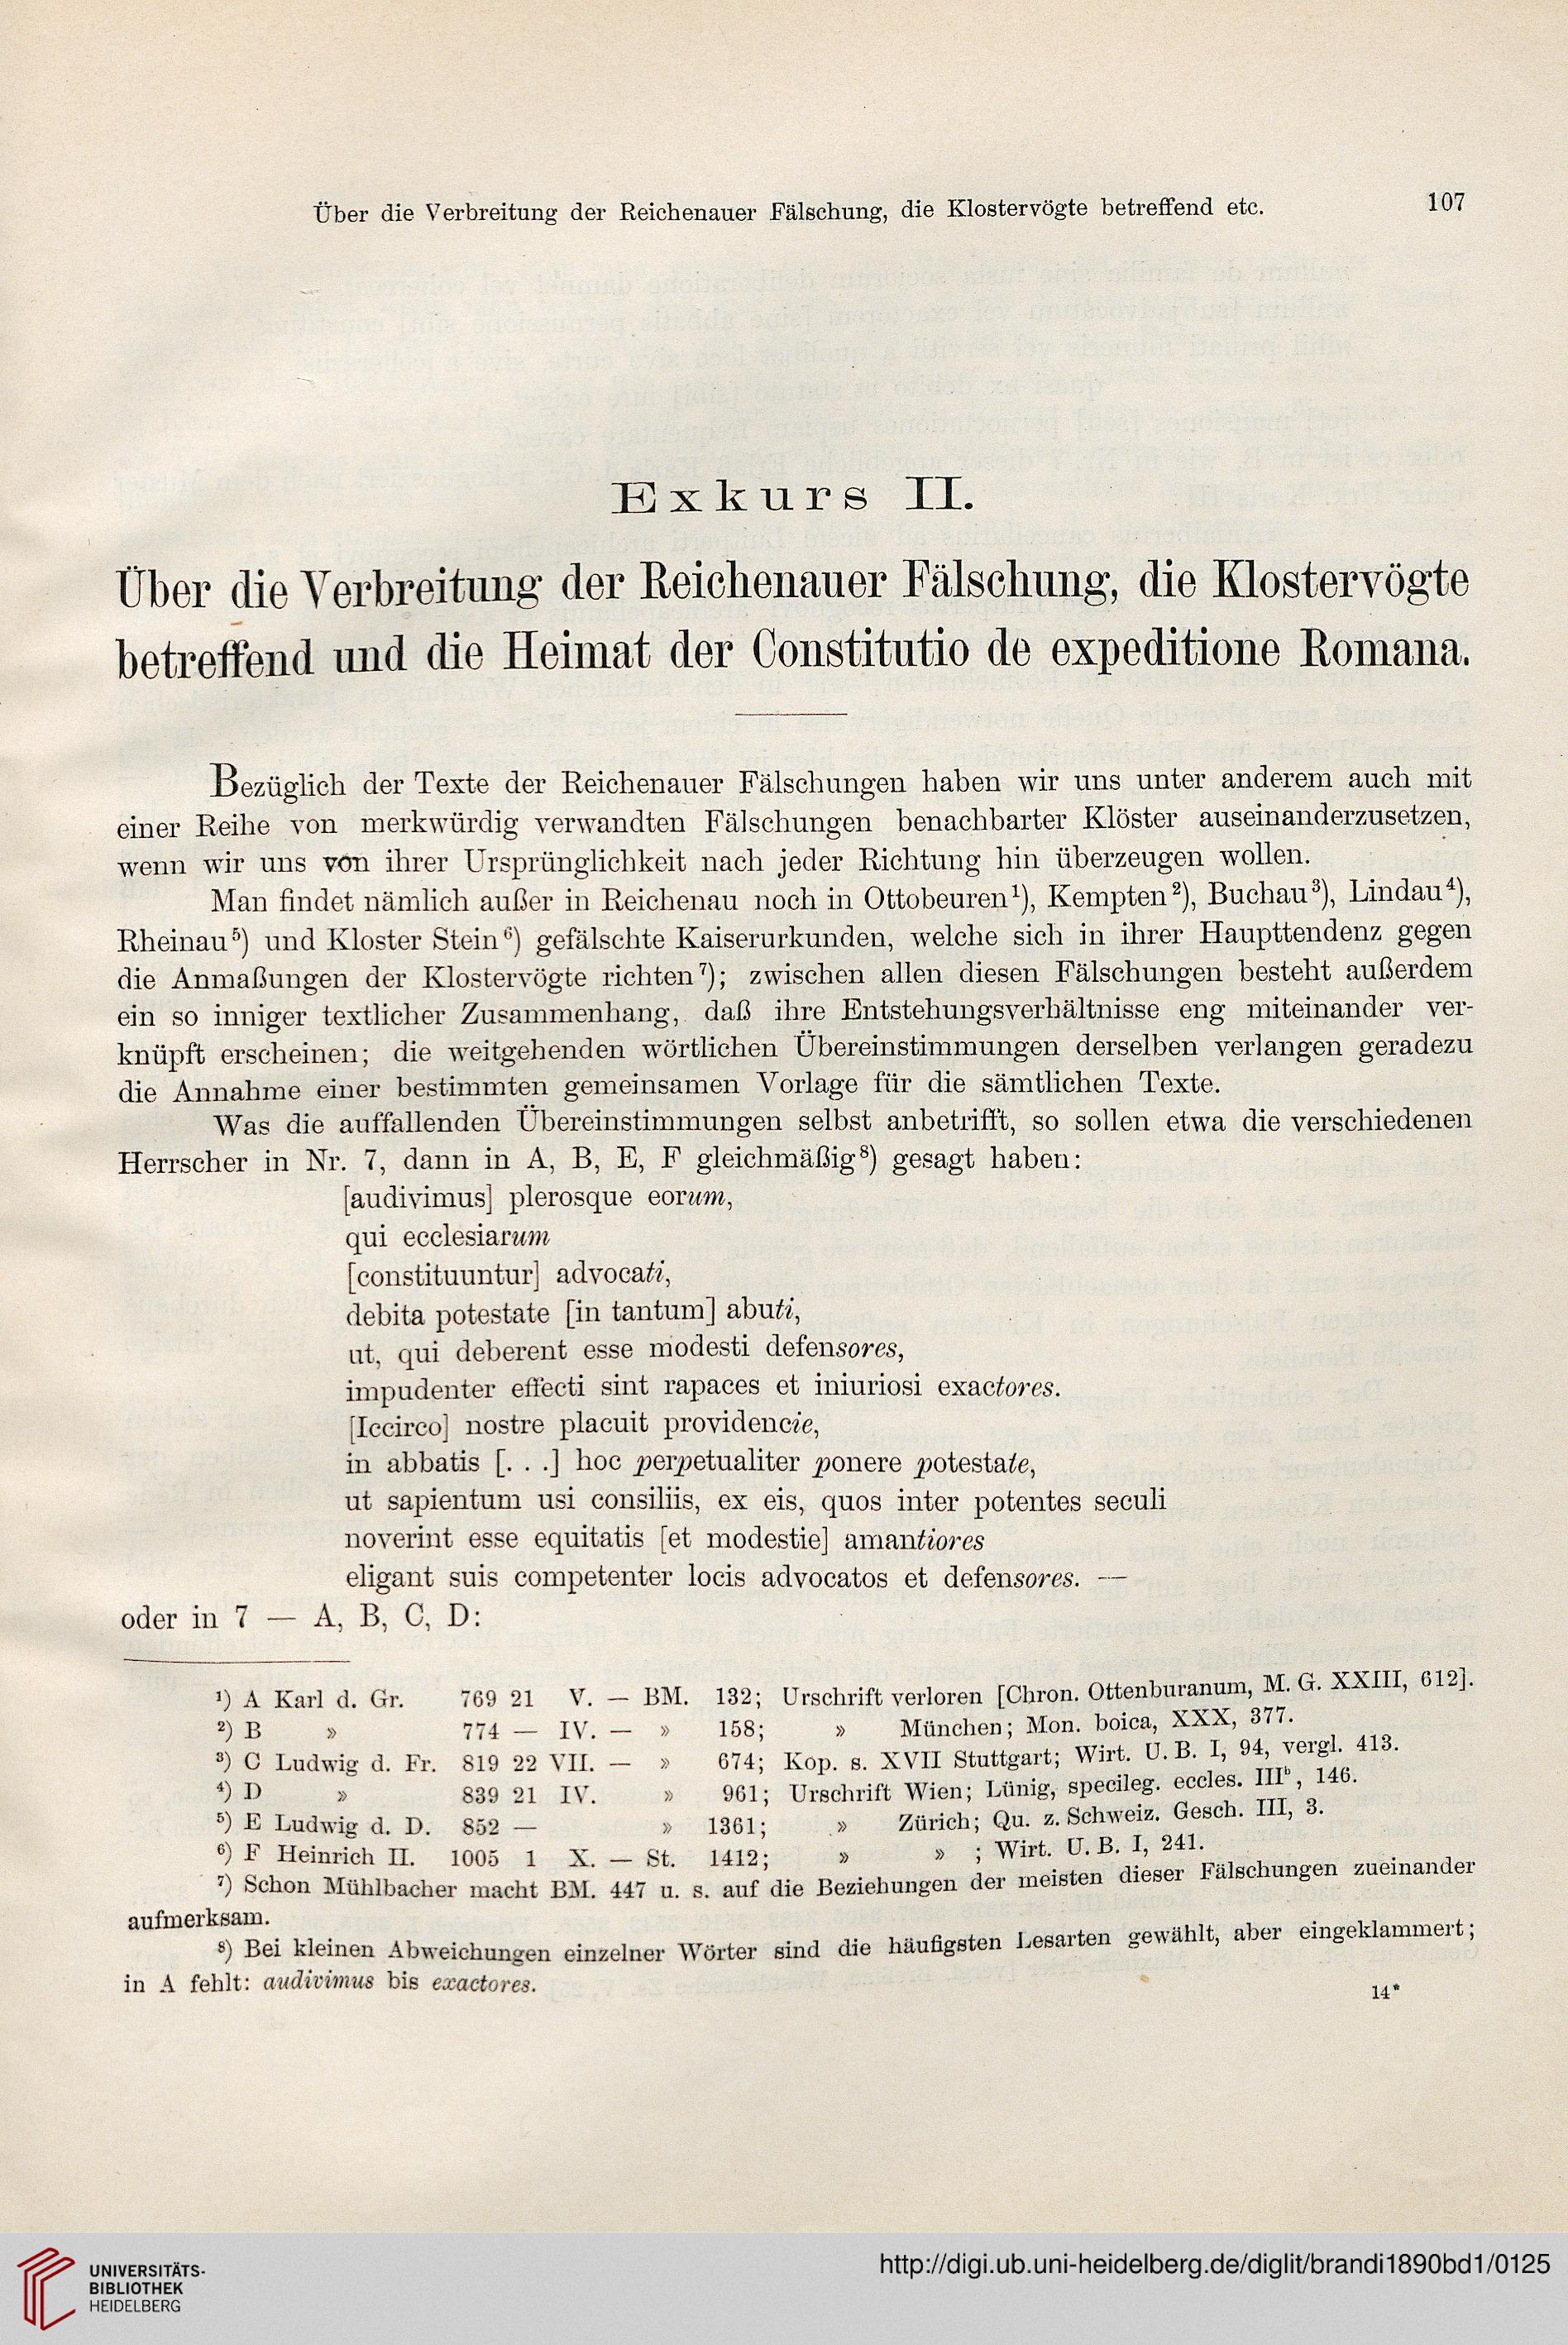 Über die Verbreitung der Reichenauer Fälschung, die Klostervögte betreffend etc. 107
Exkurs II.
Über die Verbreitung der Reichenauer Fälschung, die Klostervögte
betreffend und die Heimat der Constitutio de expeditione Romana.
Bezüglich der Texte der Reichenauer Fälschungen haben wir uns unter anderem auch mit
einer Reihe von merkwürdig verwandten Fälschungen benachbarter Klöster auseinanderzusetzen,
wenn wir uns von ihrer Ursprünglichkeit nach jeder Richtung hin überzeugen wollen.
Man findet nämlich außer in Reichenau noch in Ottobeuren¹), Kempten²), Buchau³), Lindau⁴),
Rheinau⁵) und Kloster Stein⁶) gefälschte Kaiserurkunden, welche sich in ihrer Haupttendenz gegen
die Anmaßungen der Klostervögte richten⁷); zwischen allen diesen Fälschungen besteht außerdem
ein so inniger textlicher Zusammenhang, daß ihre Entstehungsverhältnisse eng miteinander ver-
knüpft erscheinen; die weitgehenden wörtlichen Übereinstimmungen derselben verlangen geradezu
die Annahme einer bestimmten gemeinsamen Vorlage für die sämtlichen Texte.
Was die auffallenden Übereinstimmungen selbst anbetrifft, so sollen etwa die verschiedenen
Herrscher in Nr. 7, dann in A, B, E, F gleichmäßig⁸) gesagt haben:
[audivimus] plerosque eorum,
qui ecclesiarum
[constituuntur] advocati,
debita potestate [in tantum] abuti,
ut, qui deberent esse modesti defensores,
impudenter effecti sint rapaces et iniuriosi exactores.
[Iccirco] nostre placuit providencie,
in abbatis [. . .] hoc perpetualiter ponere potestate,
ut sapientum usi consiliis, ex eis, quos inter potentes seculi
noverint esse equitatis [et modestie] amantiores
eligant suis competenter locis advocatos et defensores. —
oder in 7 — A, B, C, D:
¹) A Karl d. Gr. 769 21 V. — BM. 132; Urschrift verloren [Chron. Ottenburanum, M. G. XXIII, 612].
²) B » 774 — IV. — » 158; » München; Mon. boica, XXX, 377.
³) C Ludwig d. Fr. 819 22 VII. — » 674; Kop. s. XVII Stuttgart; Wirt. U. B. I, 94, vergl. 413.
⁴) D » 839 21 IV. » 961; Urschrift Wien; Lünig, specileg. eccles. IIIᵇ, 146.
⁵) E Ludwig d. D. 852 — » 1361; » Zürich; Qu. z. Schweiz. Gesch. III, 3.
⁶) F Heinrich II. 1005 1 X. — St. 1412; » » ; Wirt. U. B. I, 241.
⁷) Schon Mühlbacher macht BM. 447 u. s. auf die Beziehungen der meisten dieser Fälschungen zueinander
aufmerksam.
⁸) Bei kleinen Abweichungen einzelner Wörter sind die häufigsten Lesarten gewählt, aber eingeklammert;
in A fehlt: audivimus bis exactores.
14*
UNIVERSITÄTS-
BIBLIOTHEK
HEIDELBERG
http://digi.ub.uni-heidelberg.de/diglit/brandi1890bd1/0125